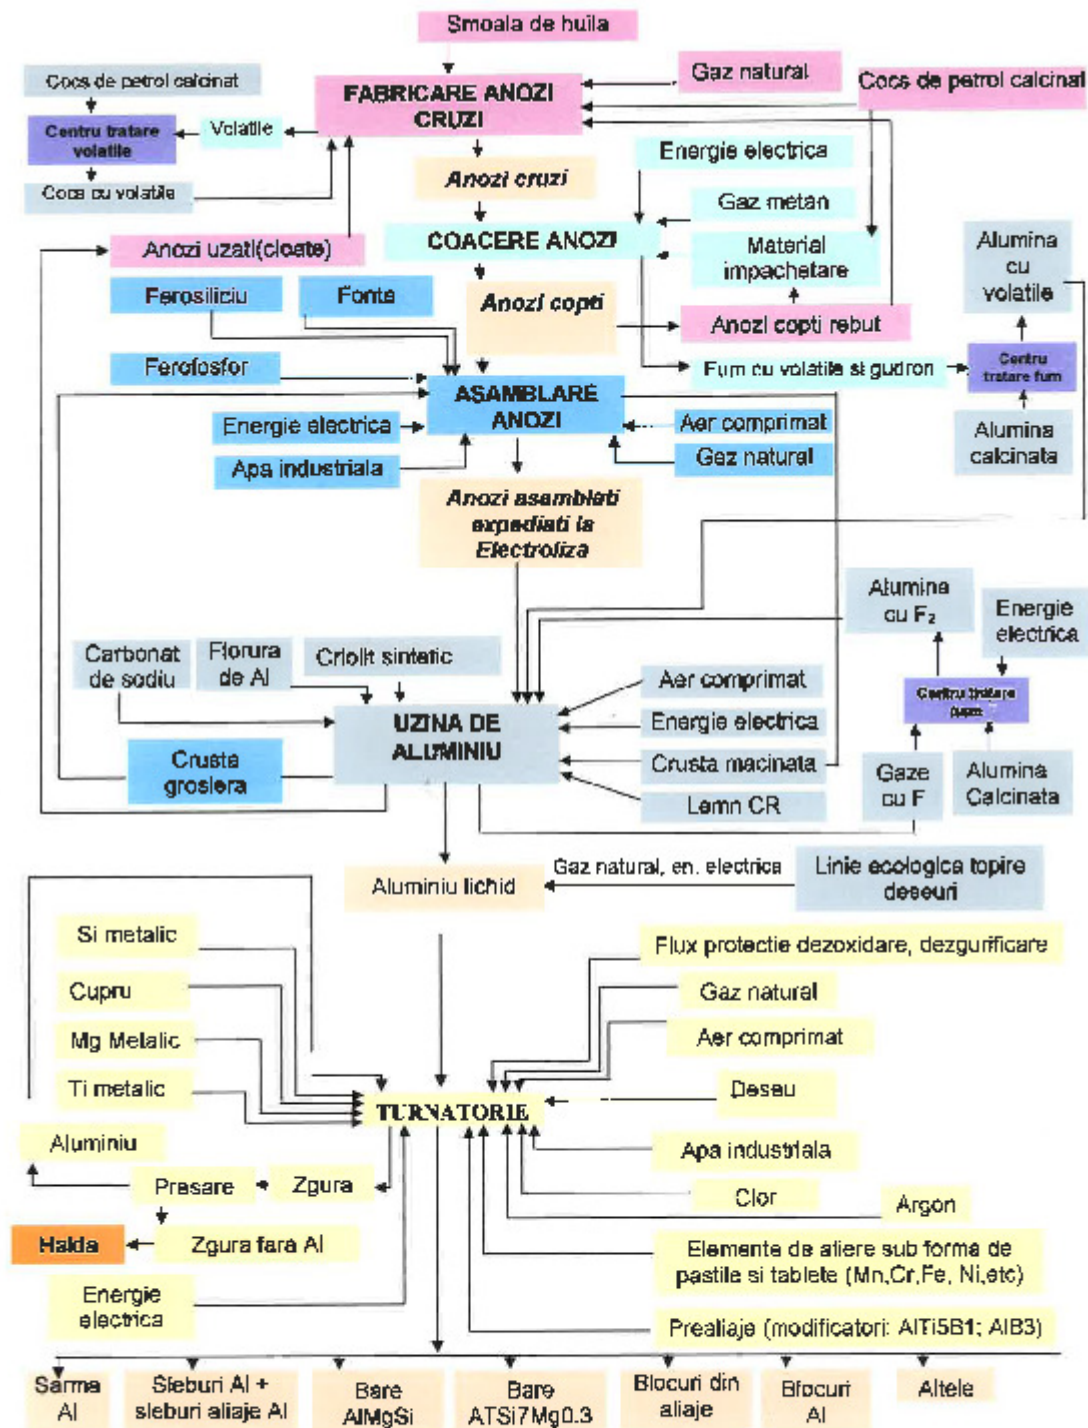 Smoala de huila
Gaz natural
Cocs de petrol calcinat
Cocs de petrol calcinat
FABRICARE ANOZI
CRUZI
Centru tratare
volatile
Volatile
Cocs cu volatile
Energie electrica
Anozi cruzi
Gaz metan
COACERE ANOZI
Material
impachetare
Anozi uzati(cioate)
Alumina
cu
volatile
Ferosiliciu
Fonta
Anozi copti
Anozi copti rebut
Ferofosfor
Fum cu volatile si gudron
Centru
tratare fum
ASAMBLARE
ANOZI
Energie electrica
Aer comprimat
Alumina
calcinata
Apa industriala
Gaz natural
Anozi asamblati
expediati la
Electroliza
Alumina
cu F₂
Energie
electrica
Carbonat
de sodiu
Florura
de Al
Criolit sintetic
Aer comprimat
Centru tratare
UZINA DE
ALUMINIU
Energie electrica
Crusta
grosiera
Crusta macinata
Gaze
cu F
Alumina
Calcinata
Lemn CR
Aluminiu lichid
Gaz natural, en. electrica
Linie ecologica topire
deseuri
Si metalic
Flux protectie dezoxidare, dezgurificare
Cupru
Gaz natural
Mg Metalic
Aer comprimat
Ti metalic
Deseu
TURNATORIE
Aluminiu
Apa industriala
Presare
Zgura
Clor
Argon
Halda
Zgura fara Al
Elemente de aliere sub forma de
pastile si tablete (Mn,Cr,Fe, Ni,etc)
Energie
electrica
Prealiaje (modificatori: AlTi5B1; AlB3)
Sarma
Al
Sleburi Al +
sleburi aliaje Al
Bare
AlMgSi
Bare
ATSi7Mg0.3
Blocuri din
aliaje
Blocuri
Al
Altele